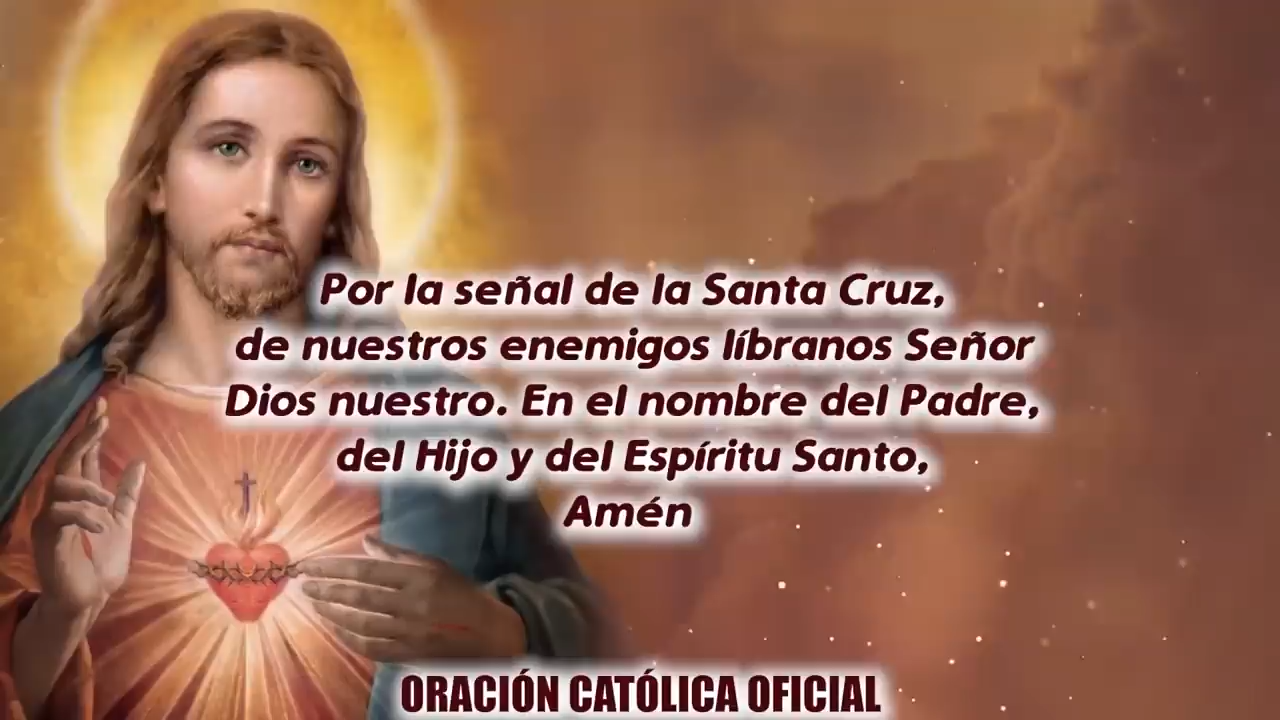 Por la señal de la Santa Cruz,
de nuestros enemigos líbranos Señor
Dios nuestro. En el nombre del Padre,
del Hijo y del Espíritu Santo,
Amén
ORACIÓN CATÓLICA OFICIAL